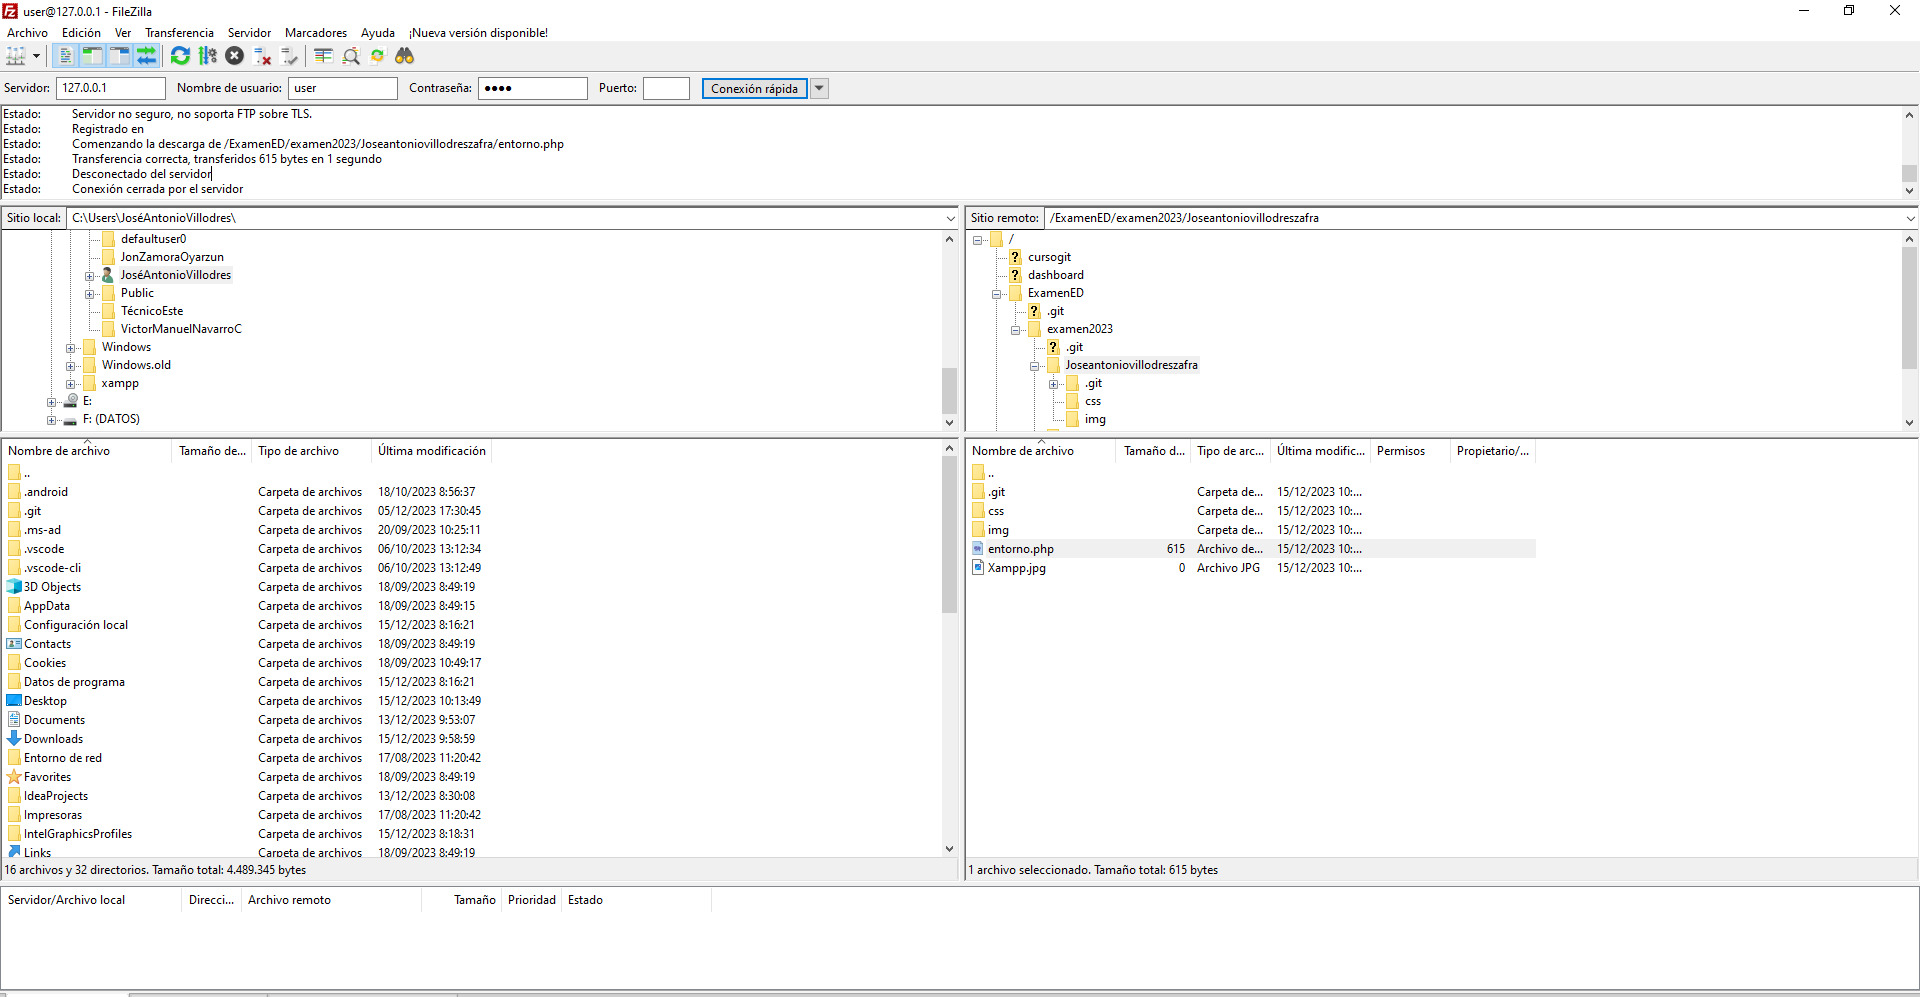 user@127.0.0.1 - FileZilla
Archivo Edición Ver Transferencia Servidor Marcadores Ayuda ¡Nueva versión disponible!
Servidor: 127.0.0.1 Nombre de usuario: user Contraseña: ●●●● Puerto: Conexión rápida
Estado: Servidor no seguro, no soporta FTP sobre TLS.
Estado: Registrado en
Estado: Comenzando la descarga de /ExamenED/examen2023/Joseantoniovillodreszafra/entorno.php
Estado: Transferencia correcta, transferidos 615 bytes en 1 segundo
Estado: Desconectado del servidor
Estado: Conexión cerrada por el servidor
Sitio local: C:\Users\JoséAntonioVillodres\
defaultuser0
JonZamoraOyarzun
JoséAntonioVillodres
Public
TécnicoEste
VictorManuelNavarroC
Windows
Windows.old
xampp
E:
F: (DATOS)
Nombre de archivo Tamaño de... Tipo de archivo Última modificación
..
.android Carpeta de archivos 18/10/2023 8:56:37
.git Carpeta de archivos 05/12/2023 17:30:45
.ms-ad Carpeta de archivos 20/09/2023 10:25:11
.vscode Carpeta de archivos 06/10/2023 13:12:34
.vscode-cli Carpeta de archivos 06/10/2023 13:12:49
3D Objects Carpeta de archivos 18/09/2023 8:49:19
AppData Carpeta de archivos 18/09/2023 8:49:15
Configuración local Carpeta de archivos 15/12/2023 8:16:21
Contacts Carpeta de archivos 18/09/2023 8:49:19
Cookies Carpeta de archivos 18/09/2023 10:49:17
Datos de programa Carpeta de archivos 15/12/2023 8:16:21
Desktop Carpeta de archivos 15/12/2023 10:13:49
Documents Carpeta de archivos 13/12/2023 9:53:07
Downloads Carpeta de archivos 15/12/2023 9:58:59
Entorno de red Carpeta de archivos 17/08/2023 11:20:42
Favorites Carpeta de archivos 18/09/2023 8:49:19
IdeaProjects Carpeta de archivos 13/12/2023 8:30:08
Impresoras Carpeta de archivos 17/08/2023 11:20:42
IntelGraphicsProfiles Carpeta de archivos 15/12/2023 8:18:31
Links Carpeta de archivos 18/09/2023 8:49:19
16 archivos y 32 directorios. Tamaño total: 4.489.345 bytes
Sitio remoto: /ExamenED/examen2023/Joseantoniovillodreszafra
/
cursogit
dashboard
ExamenED
.git
examen2023
.git
Joseantoniovillodreszafra
.git
css
img
Nombre de archivo Tamaño d... Tipo de arc... Última modific... Permisos Propietario/...
..
.git Carpeta de... 15/12/2023 10:...
css Carpeta de... 15/12/2023 10:...
img Carpeta de... 15/12/2023 10:...
entorno.php 615 Archivo de... 15/12/2023 10:...
Xampp.jpg 0 Archivo JPG 15/12/2023 10:...
1 archivo seleccionado. Tamaño total: 615 bytes
Servidor/Archivo local Direcci... Archivo remoto Tamaño Prioridad Estado